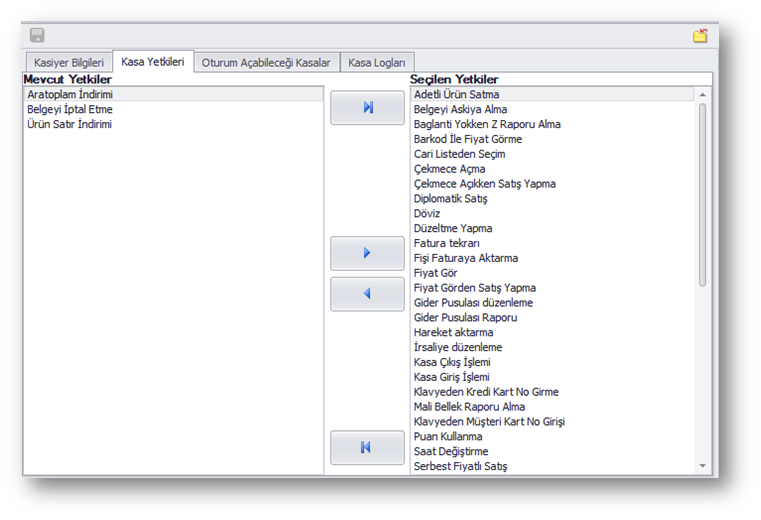 Kasiyer Bilgileri
Kasa Yetkileri
Oturum Açabileceği Kasalar
Kasa Logları
Mevcut Yetkiler
Aratoplam İndirimi
Belgeyi İptal Etme
Ürün Satır İndirimi
Seçilen Yetkiler
Adetli Ürün Satma
Belgeyi Askiya Alma
Baglanti Yokken Z Raporu Alma
Barkod İle Fiyat Görme
Cari Listeden Seçim
Çekmece Açma
Çekmece Açıkken Satış Yapma
Diplomatik Satış
Döviz
Düzeltme Yapma
Fatura tekrarı
Fişi Faturaya Aktarma
Fiyat Gör
Fiyat Görden Satış Yapma
Gider Pusulası düzenleme
Gider Pusulası Raporu
Hareket aktarma
İrsaliye düzenleme
Kasa Çıkış İşlemi
Kasa Giriş İşlemi
Klavyeden Kredi Kart No Girme
Mali Bellek Raporu Alma
Klavyeden Müşteri Kart No Girişi
Puan Kullanma
Saat Değiştirme
Serbest Fiyatlı Satış